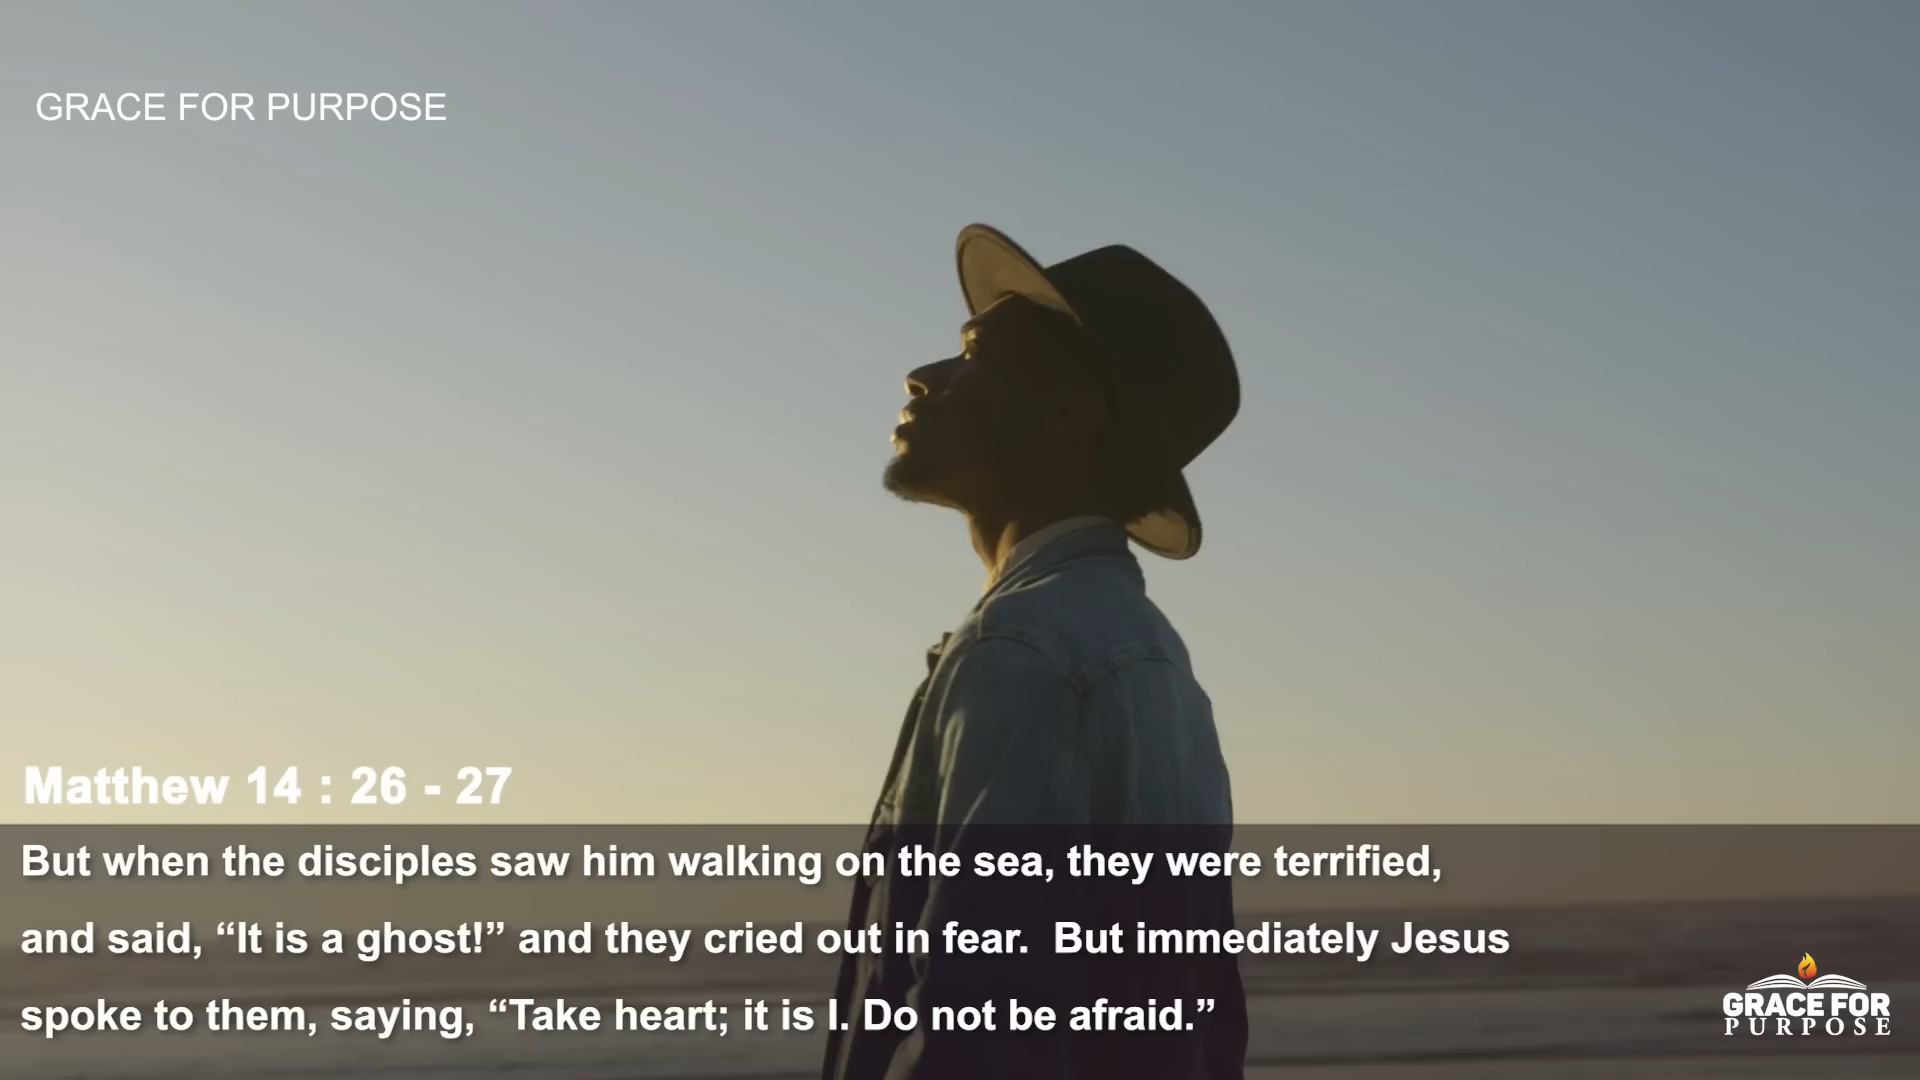 GRACE FOR PURPOSE
Matthew 14 : 26 - 27
But when the disciples saw him walking on the sea, they were terrified,
and said, “It is a ghost!” and they cried out in fear.  But immediately Jesus
spoke to them, saying, “Take heart; it is I. Do not be afraid.”
GRACE FOR
PURPOSE